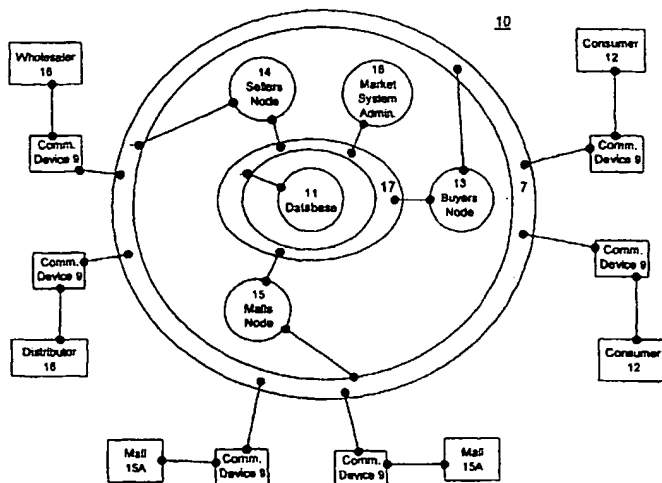 10
Wholesaler
16
Consumer
12
14
Sellers
Node
16
Market
System
Admin.
Comm.
Device 9
Comm.
Device 9
17
13
Buyers
Node
7
11
Database
Comm.
Device 9
Comm.
Device 9
15
Malls
Node
Distributor
16
Consumer
12
Mall
15A
Comm.
Device 9
Comm.
Device 9
Mall
15A